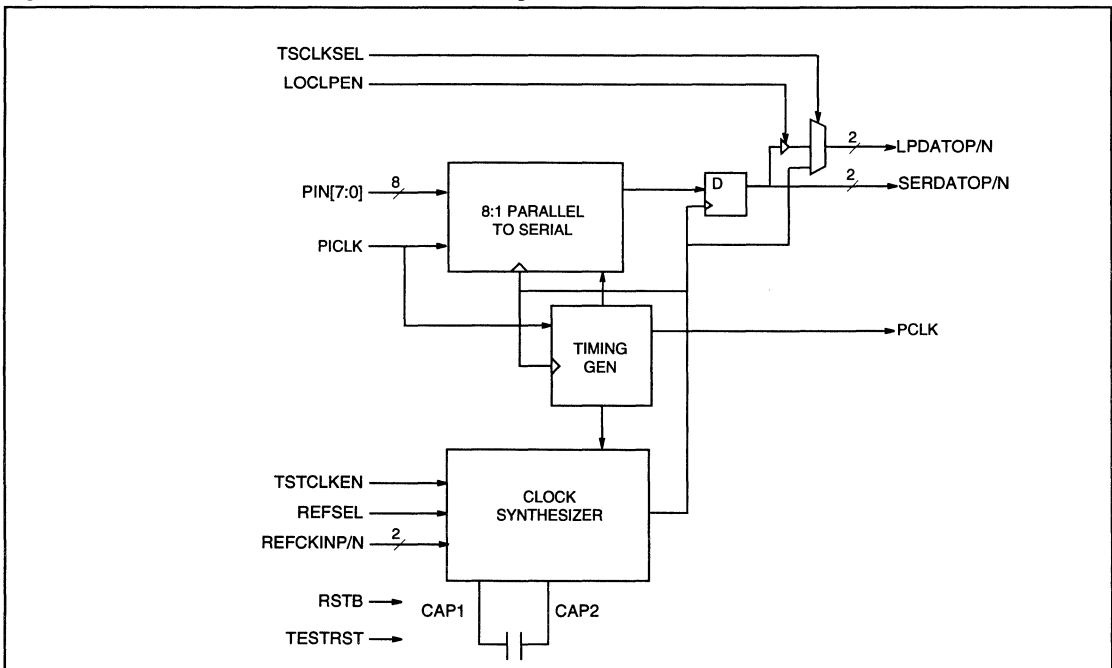 TSCLKSEL
LOCLPEN
2
LPDATOP/N
PIN[7:0]
8
8:1 PARALLEL
TO SERIAL
D
2
SERDATOP/N
PICLK
TIMING
GEN
PCLK
TSTCLKEN
REFSEL
REFCKINP/N
2
CLOCK
SYNTHESIZER
RSTB
CAP1
CAP2
TESTRST